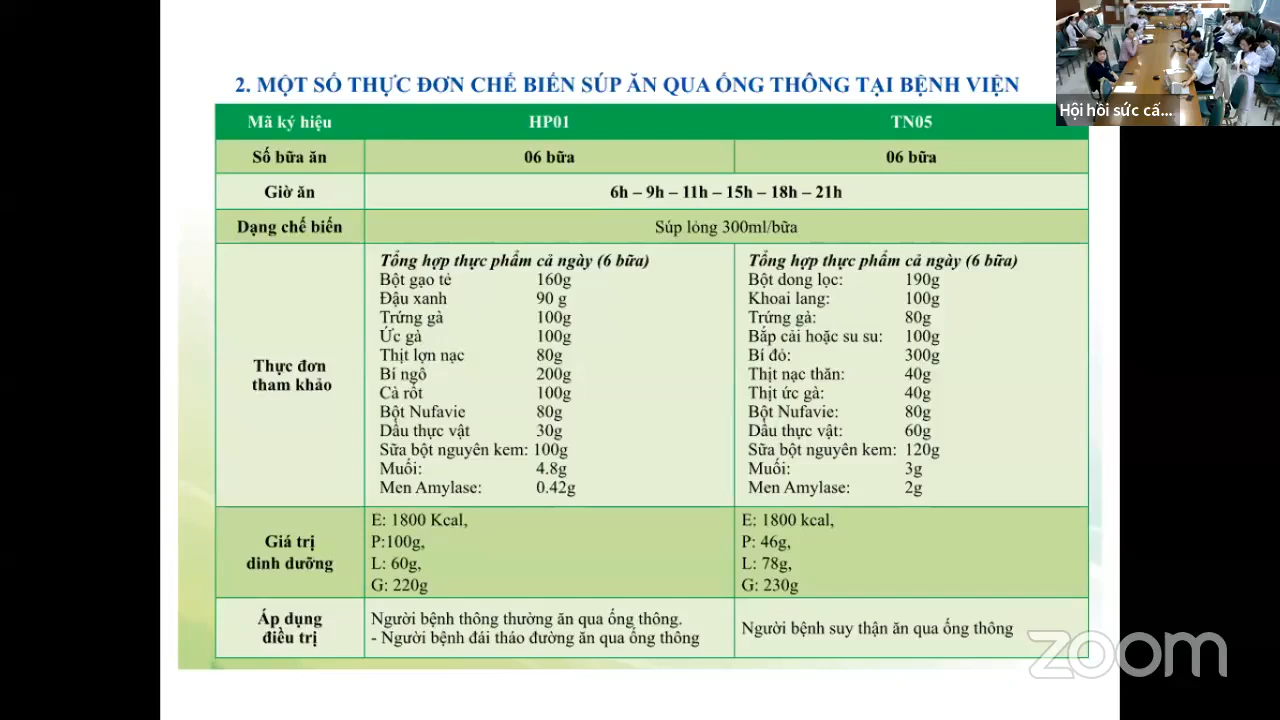 Hội hồi sức cấ...
2. MỘT SỐ THỰC ĐƠN CHẾ BIẾN SÚP ĂN QUA ỐNG THÔNG TẠI BỆNH VIỆN
Mã ký hiệu HP01 TN05
Số bữa ăn 06 bữa 06 bữa
Giờ ăn 6h – 9h – 11h – 15h – 18h – 21h
Dạng chế biến Súp lỏng 300ml/bữa
Thực đơn
tham khảo
Tổng hợp thực phẩm cả ngày (6 bữa)
Bột gạo tẻ 160g
Đậu xanh 90 g
Trứng gà 100g
Ức gà 100g
Thịt lợn nạc 80g
Bí ngô 200g
Cà rốt 100g
Bột Nufavie 80g
Dầu thực vật 30g
Sữa bột nguyên kem: 100g
Muối: 4.8g
Men Amylase: 0.42g
Tổng hợp thực phẩm cả ngày (6 bữa)
Bột dong lọc: 190g
Khoai lang: 100g
Trứng gà: 80g
Bắp cải hoặc su su: 100g
Bí đỏ: 300g
Thịt nạc thăn: 40g
Thịt ức gà: 40g
Bột Nufavie: 80g
Dầu thực vật: 60g
Sữa bột nguyên kem: 120g
Muối: 3g
Men Amylase: 2g
Giá trị
dinh dưỡng
E: 1800 Kcal,
P:100g,
L: 60g,
G: 220g
E: 1800 kcal,
P: 46g,
L: 78g,
G: 230g
Áp dụng
điều trị
Người bệnh thông thường ăn qua ống thông.
- Người bệnh đái tháo đường ăn qua ống thông
Người bệnh suy thận ăn qua ống thông
zoom